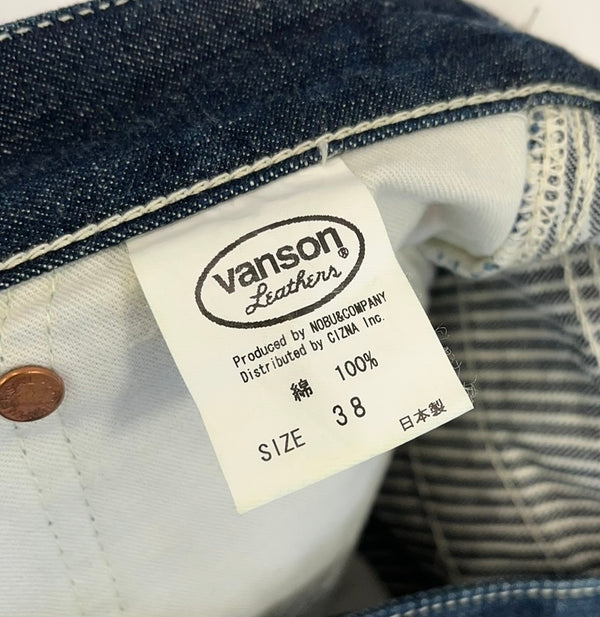 vanson®
Leathers
Produced by NOBU&COMPANY
Distributed by CIZNA Inc.
綿 100%
SIZE 38
日本製